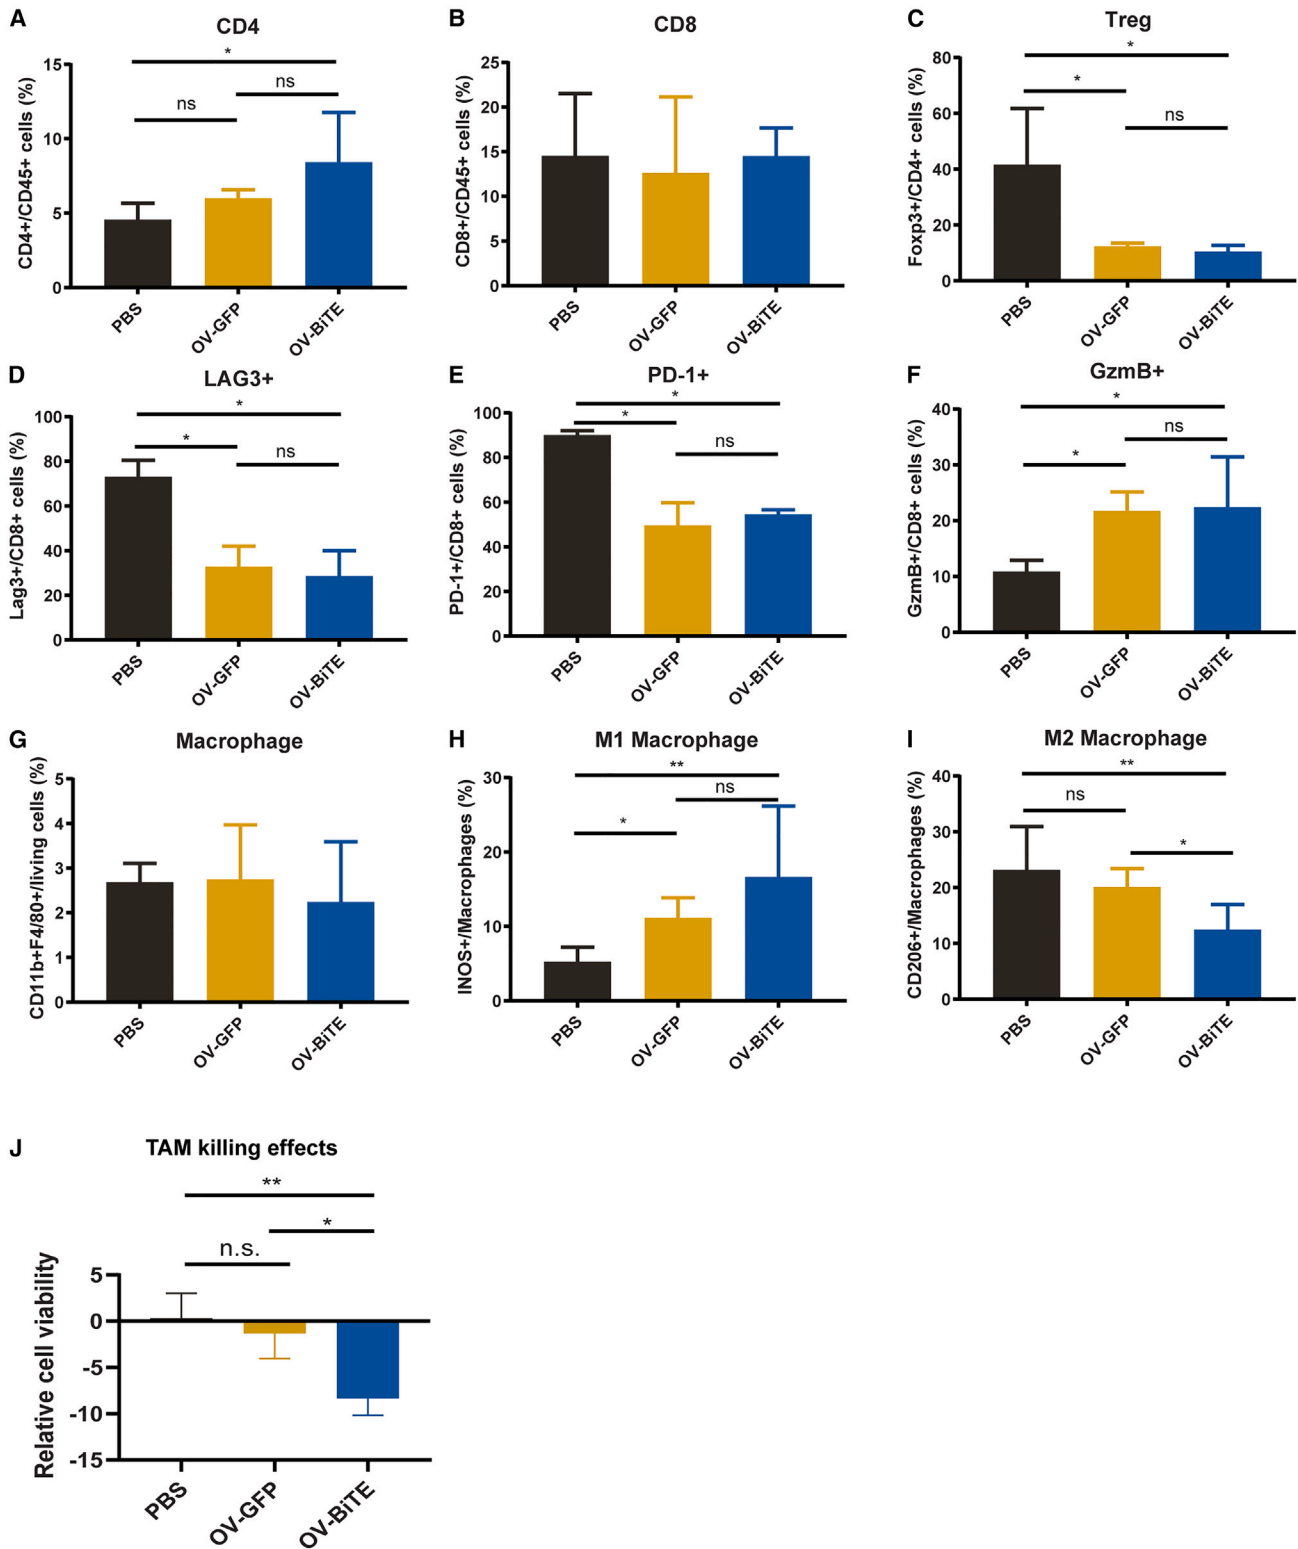 A
CD4
CD4+/CD45+ cells (%)
15
10
5
0
*
ns
ns
PBS
OV-GFP
OV-BiTE
B
CD8
CD8+/CD45+ cells (%)
25
20
15
10
5
0
PBS
OV-GFP
OV-BiTE
C
Treg
Foxp3+/CD4+ cells (%)
80
60
40
20
0
*
*
ns
PBS
OV-GFP
OV-BiTE
D
LAG3+
Lag3+/CD8+ cells (%)
100
80
60
40
20
0
*
*
ns
PBS
OV-GFP
OV-BiTE
E
PD-1+
PD-1+/CD8+ cells (%)
100
80
60
40
20
0
*
*
ns
PBS
OV-GFP
OV-BiTE
F
GzmB+
GzmB+/CD8+ cells (%)
40
30
20
10
0
*
ns
*
PBS
OV-GFP
OV-BiTE
G
Macrophage
CD11b+F4/80+/living cells (%)
5
4
3
2
1
0
PBS
OV-GFP
OV-BiTE
H
M1 Macrophage
INOS+/Macrophages (%)
30
20
10
0
**
ns
*
PBS
OV-GFP
OV-BiTE
I
M2 Macrophage
CD206+/Macrophages (%)
40
30
20
10
0
**
ns
*
PBS
OV-GFP
OV-BiTE
J
TAM killing effects
Relative cell viability
5
0
-5
-10
-15
**
*
n.s.
PBS
OV-GFP
OV-BiTE